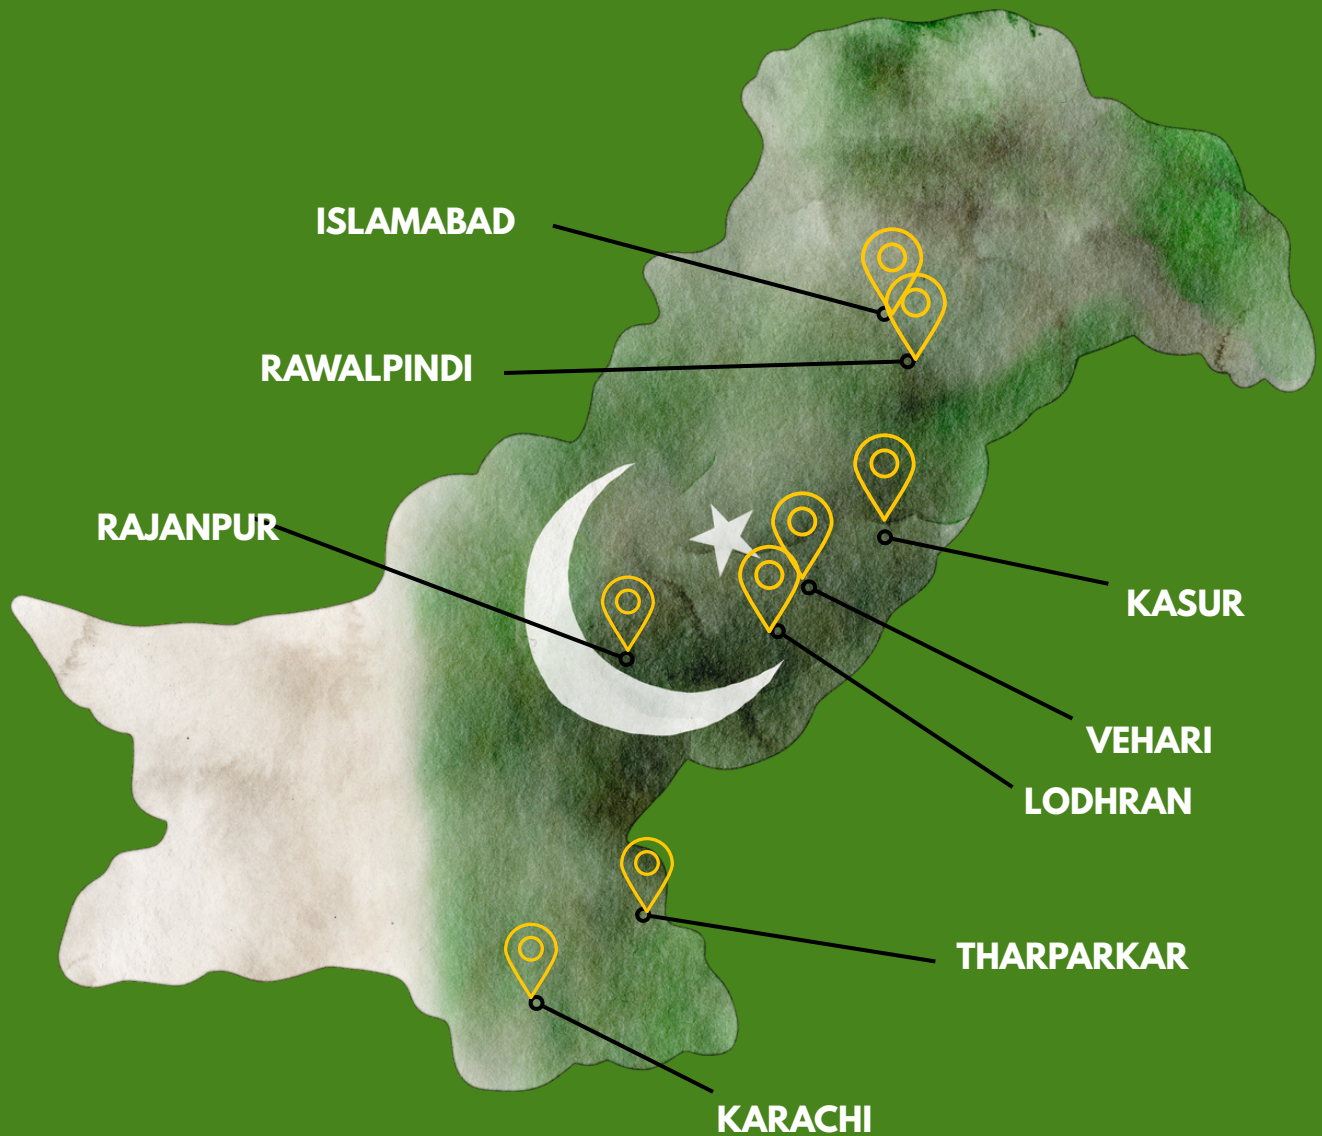 ISLAMABAD
RAWALPINDI
RAJANPUR
KASUR
VEHARI
LODHRAN
THARPARKAR
KARACHI